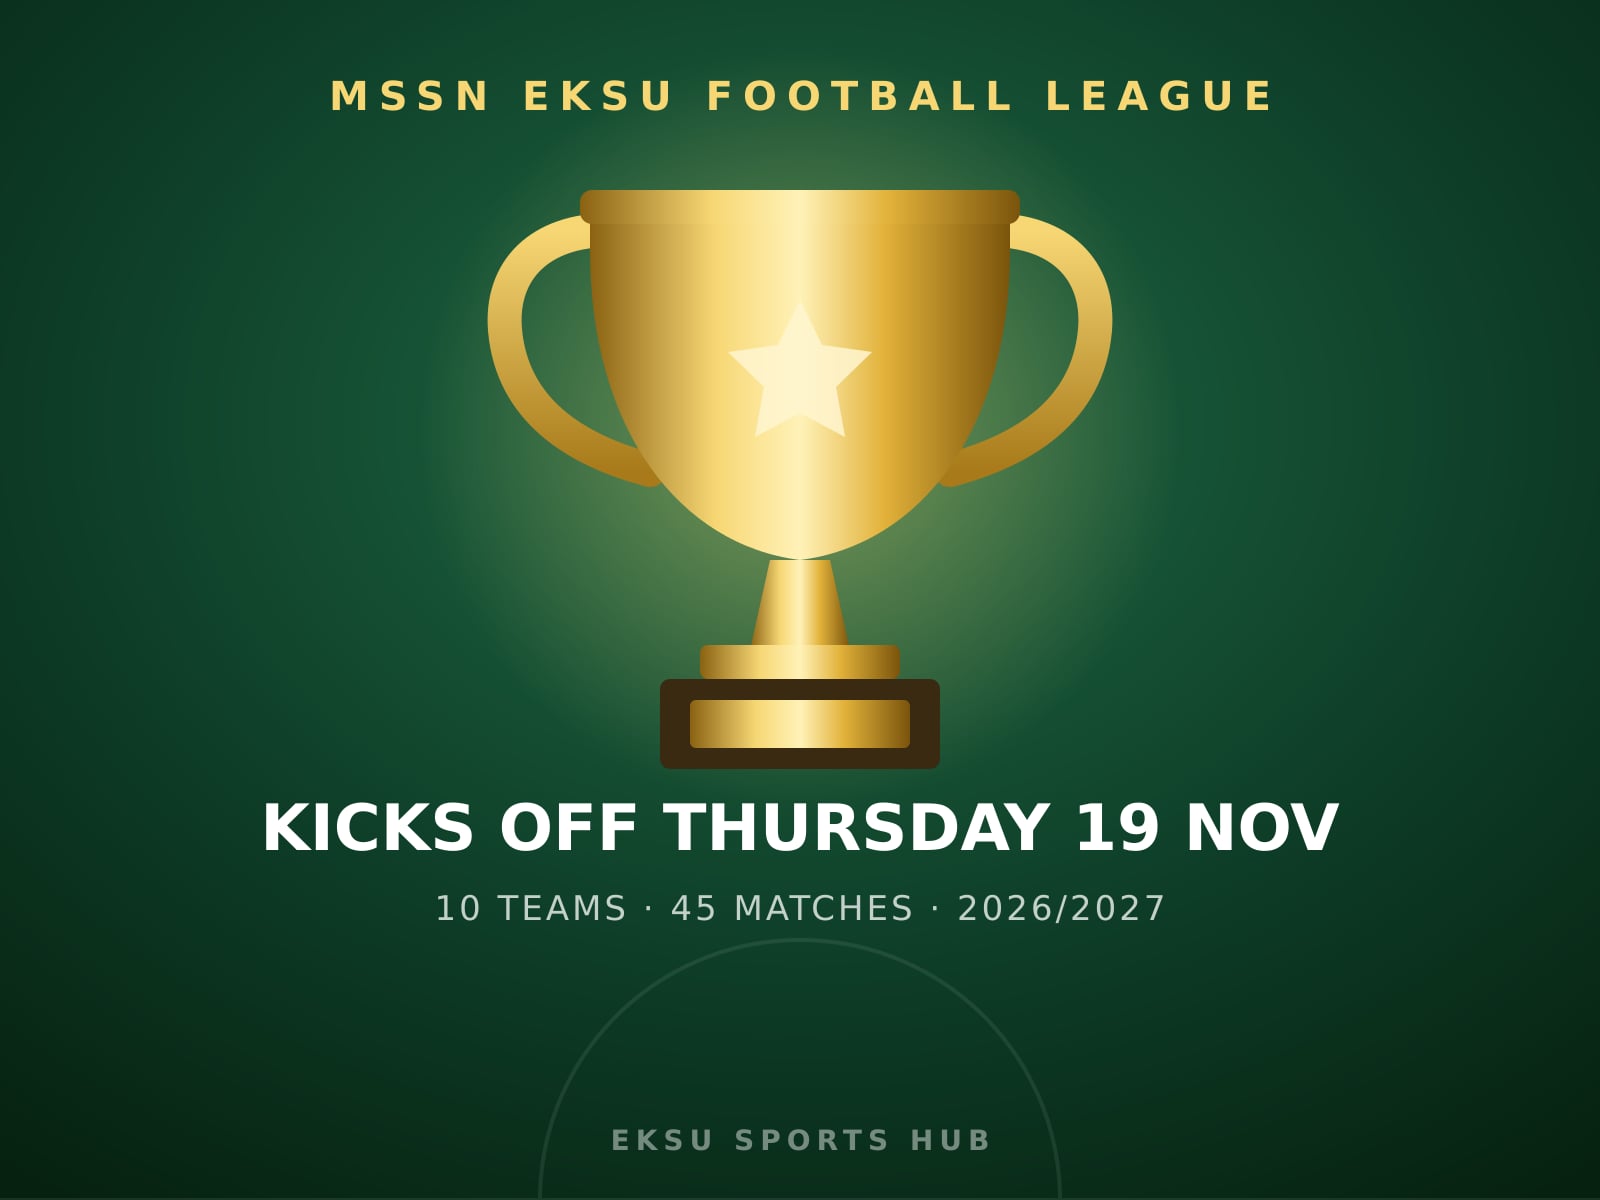 MSSN EKSU FOOTBALL LEAGUE
KICKS OFF THURSDAY 19 NOV
10 TEAMS · 45 MATCHES · 2026/2027
EKSU SPORTS HUB